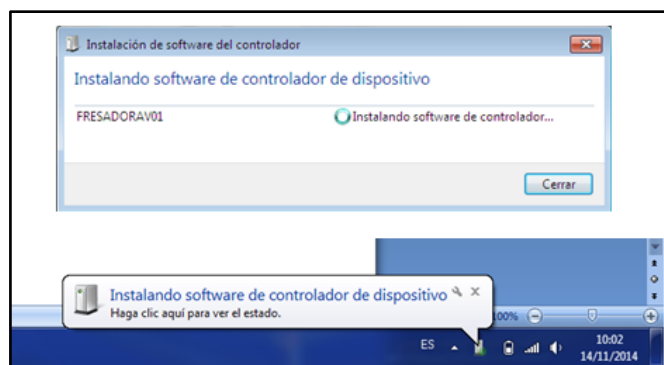 Instalación de software del controlador
Instalando software de controlador de dispositivo
FRESADORAV01 Instalando software de controlador...
Cerrar
Instalando software de controlador de dispositivo
Haga clic aquí para ver el estado.
100%
ES 10:02
14/11/2014